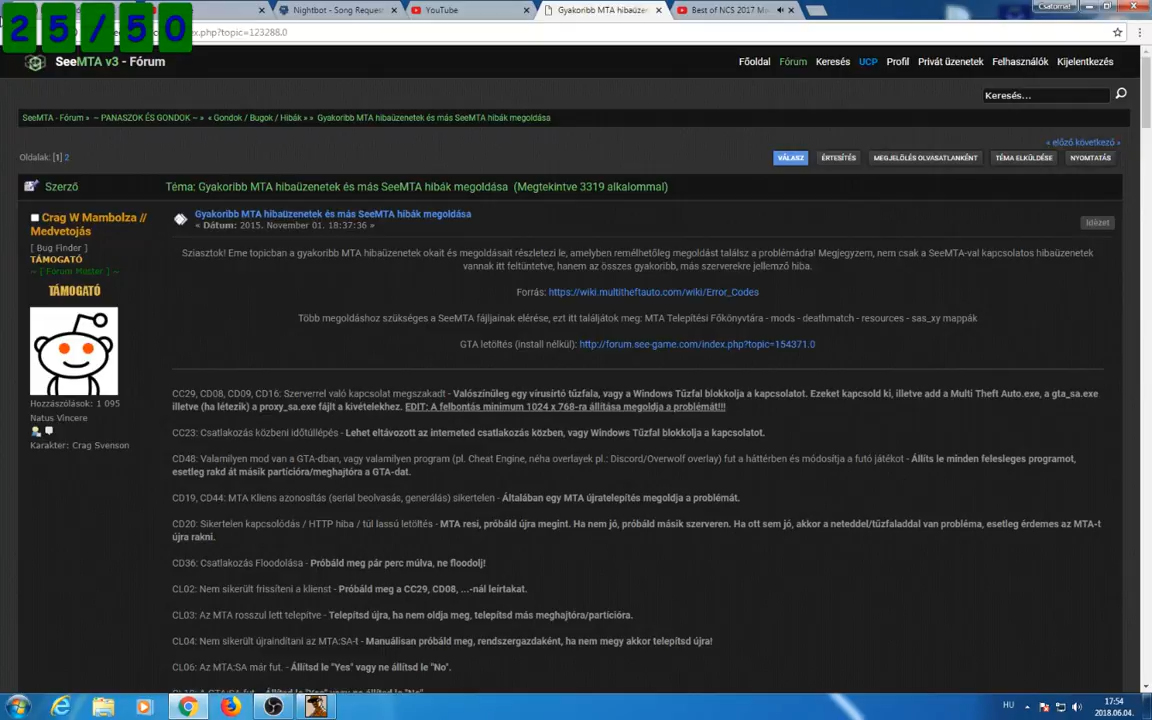 25/50
Nightbot - Song Reques
YouTube
Gyakoribb MTA hibaüzene
Best of NCS 2017 M
Csatorna1
ex.php?topic=123288.0
SeeMTA v3 - Fórum
Főoldal Fórum Keresés UCP Profil Privát üzenetek Felhasználók Kijelentkezés
Keresés...
SeeMTA - Fórum » ~ PANASZOK ÉS GONDOK ~ » « Gondok / Bugok / Hibák » » Gyakoribb MTA hibaüzenetek és más SeeMTA hibák megoldása
« előző következő »
Oldalak: [1] 2
VÁLASZ ÉRTESÍTÉS MEGJELÖLÉS OLVASATLANKÉNT TÉMA ELKÜLDÉSE NYOMTATÁS
Szerző Téma: Gyakoribb MTA hibaüzenetek és más SeeMTA hibák megoldása (Megtekintve 3319 alkalommal)
Crag W Mambolza //
Medvetojás
[ Bug Finder ]
TÁMOGATÓ
~ [ Fórum Master ] ~
TÁMOGATÓ
Hozzászólások: 1 095
Natus Vincere
Karakter: Crag Svenson
Gyakoribb MTA hibaüzenetek és más SeeMTA hibák megoldása
« Dátum: 2015. November 01. 18:37:36 »
Idézet
Sziasztok! Eme topicban a gyakoribb MTA hibaüzenetek okait és megoldásait részletezi le, amelyben remélhetőleg megoldást találsz a problémádra! Megjegyzem, nem csak a SeeMTA-val kapcsolatos hibaüzenetek
vannak itt feltüntetve, hanem az összes gyakoribb, más szerverekre jellemző hiba.
Forrás: https://wiki.multitheftauto.com/wiki/Error_Codes
Több megoldáshoz szükséges a SeeMTA fájljainak elérése, ezt itt találjátok meg: MTA Telepítési Főkönyvtára - mods - deathmatch - resources - sas_xy mappák
GTA letöltés (install nélkül): http://forum.see-game.com/index.php?topic=154371.0
CC29, CD08, CD09, CD16: Szerverrel való kapcsolat megszakadt - Valószínűleg egy vírusirtó tűzfala, vagy a Windows Tűzfal blokkolja a kapcsolatot. Ezeket kapcsold ki, illetve add a Multi Theft Auto.exe, a gta_sa.exe
illetve (ha létezik) a proxy_sa.exe fájlt a kivételekhez. EDIT: A felbontás minimum 1024 x 768-ra állítása megoldja a problémát!!!
CC23: Csatlakozás közbeni időtúllépés - Lehet eltávozott az interneted csatlakozás közben, vagy Windows Tűzfal blokkolja a kapcsolatot.
CD48: Valamilyen mod van a GTA-dban, vagy valamilyen program (pl. Cheat Engine, néha overlayek pl.: Discord/Overwolf overlay) fut a háttérben és módosítja a futó játékot - Állíts le minden felesleges programot,
esetleg rakd át másik partícióra/meghajtóra a GTA-dat.
CD19, CD44: MTA Kliens azonosítás (serial beolvasás, generálás) sikertelen - Általában egy MTA újratelepítés megoldja a problémát.
CD20: Sikertelen kapcsolódás / HTTP hiba / túl lassú letöltés - MTA resi, próbáld újra megint. Ha nem jó, próbáld másik szerveren. Ha ott sem jó, akkor a neteddel/tűzfaladdal van probléma, esetleg érdemes az MTA-t
újra rakni.
CD36: Csatlakozás Floodolása - Próbáld meg pár perc múlva, ne floodolj!
CL02: Nem sikerült frissíteni a klienst - Próbáld meg a CC29, CD08, ...-nál leírtakat.
CL03: Az MTA rosszul lett telepítve - Telepítsd újra, ha nem oldja meg, telepítsd más meghajtóra/partícióra.
CL04: Nem sikerült újraindítani az MTA:SA-t - Manuálisan próbáld meg, rendszergazdaként, ha nem megy akkor telepítsd újra!
CL06: Az MTA:SA már fut. - Állítsd le "Yes" vagy ne állítsd le "No".
HU
17:54
2018.06.04.